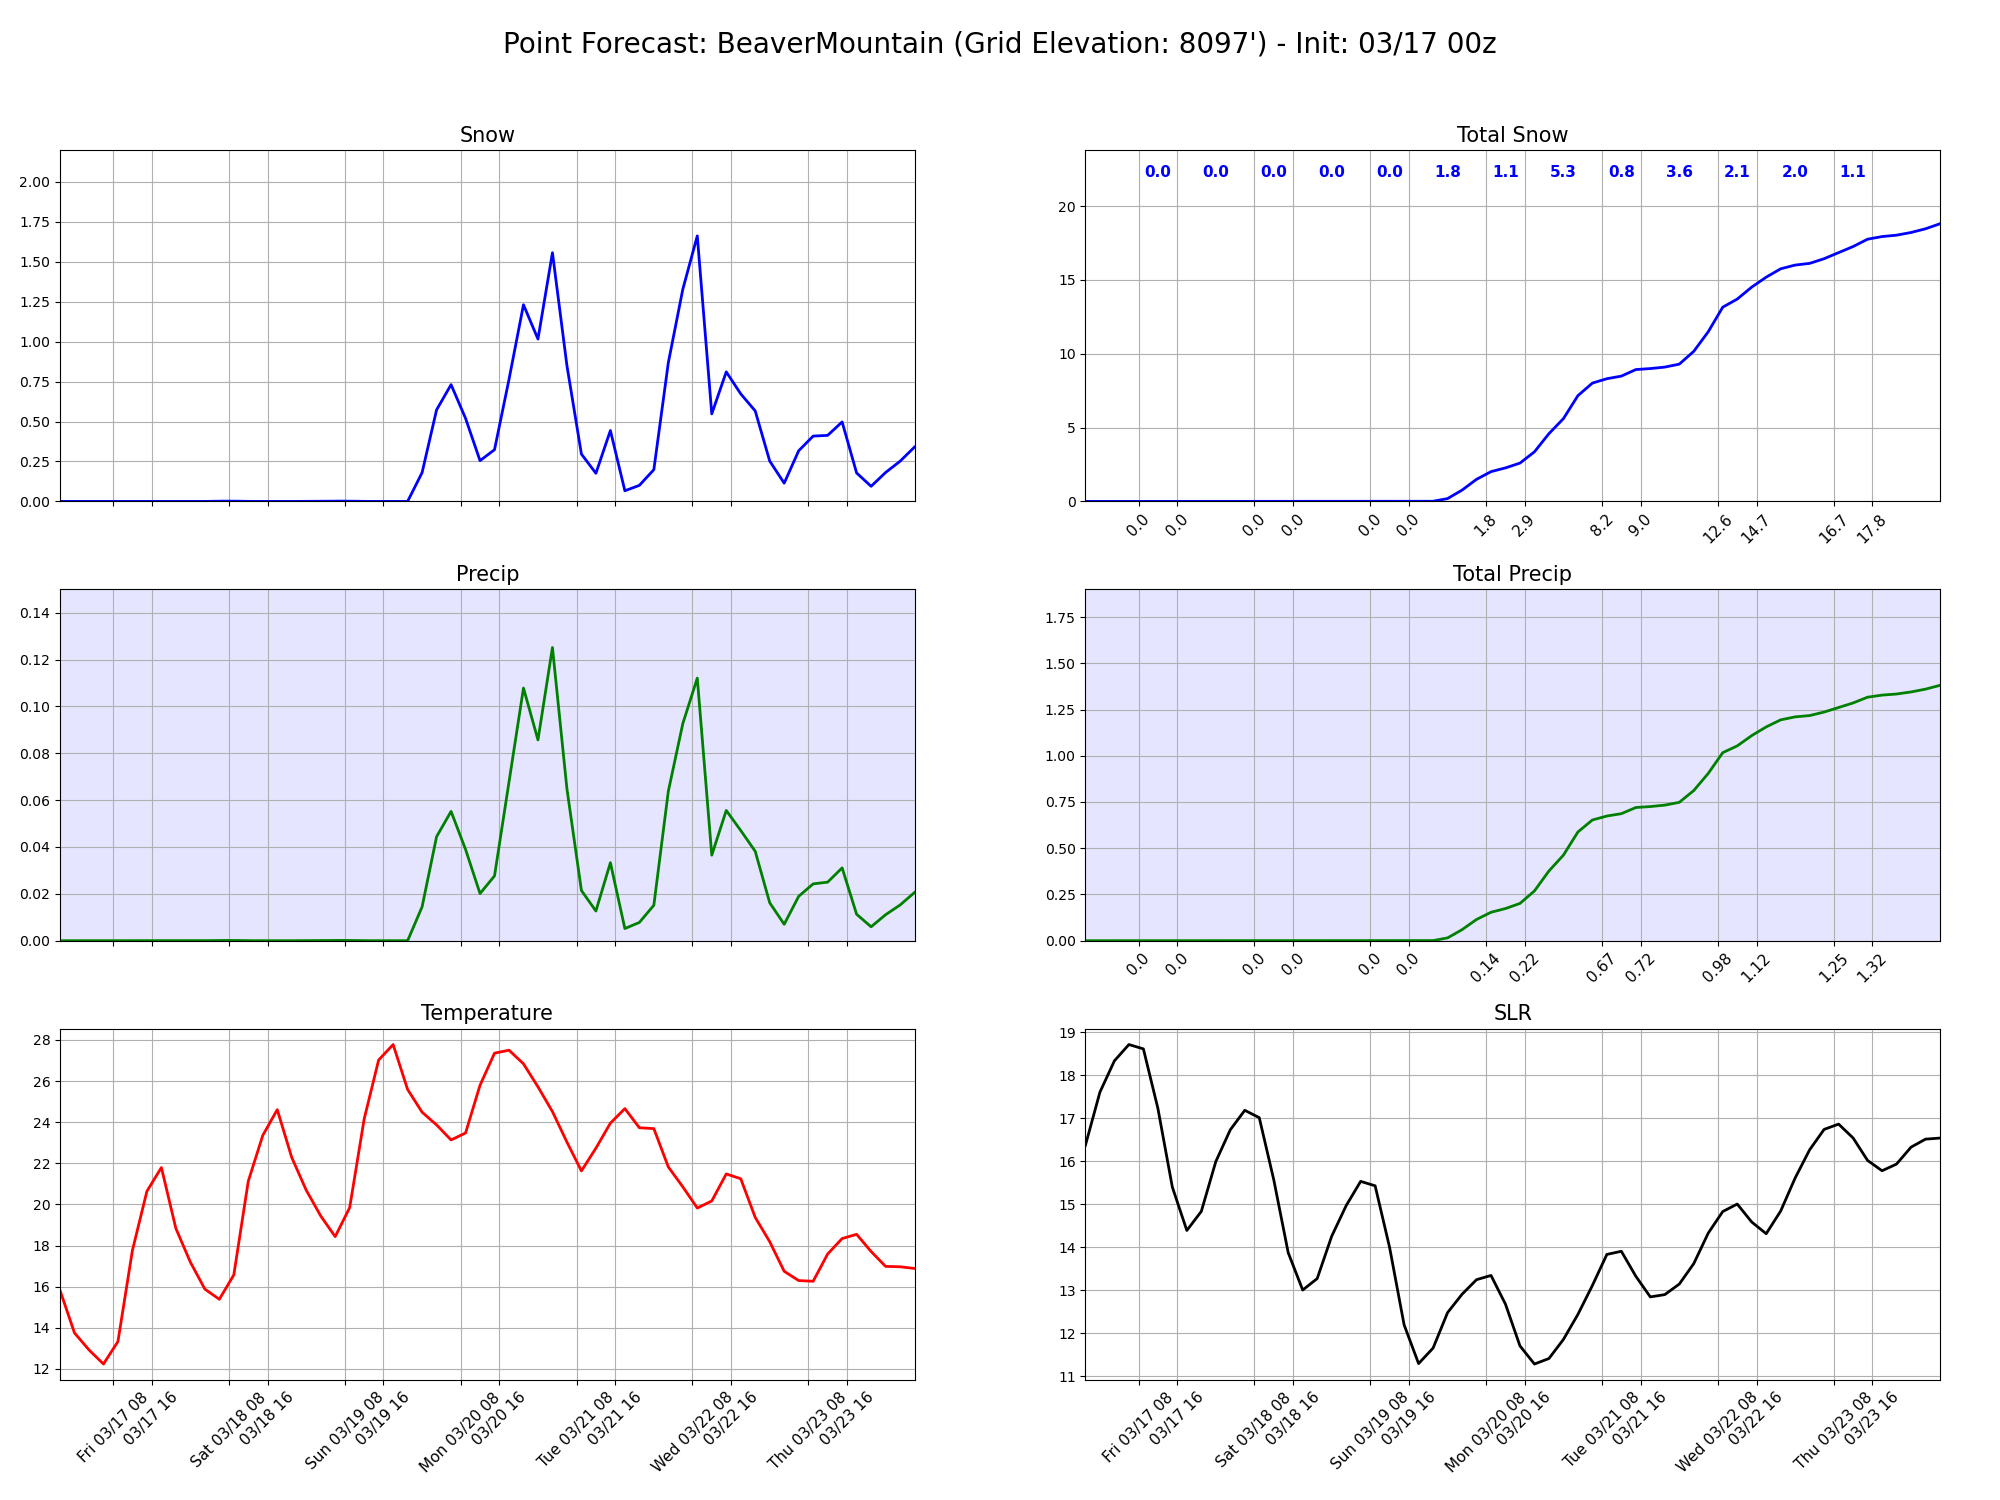 Point Forecast: BeaverMountain (Grid Elevation: 8097') - Init: 03/17 00z
Snow
2.00
1.75
1.50
1.25
1.00
0.75
0.50
0.25
0.00
Total Snow
0.0 0.0 0.0 0.0 0.0 1.8 1.1 5.3 0.8 3.6 2.1 2.0 1.1
20
15
10
5
0
0.0 0.0 0.0 0.0 0.0 0.0 1.8 2.9 8.2 9.0 12.6 14.7 16.7 17.8
Precip
0.14
0.12
0.10
0.08
0.06
0.04
0.02
0.00
Total Precip
1.75
1.50
1.25
1.00
0.75
0.50
0.25
0.00
0.0 0.0 0.0 0.0 0.0 0.0 0.14 0.22 0.67 0.72 0.98 1.12 1.25 1.32
Temperature
28
26
24
22
20
18
16
14
12
Fri 03/17 08
03/17 16
Sat 03/18 08
03/18 16
Sun 03/19 08
03/19 16
Mon 03/20 08
03/20 16
Tue 03/21 08
03/21 16
Wed 03/22 08
03/22 16
Thu 03/23 08
03/23 16
SLR
19
18
17
16
15
14
13
12
11
Fri 03/17 08
03/17 16
Sat 03/18 08
03/18 16
Sun 03/19 08
03/19 16
Mon 03/20 08
03/20 16
Tue 03/21 08
03/21 16
Wed 03/22 08
03/22 16
Thu 03/23 08
03/23 16